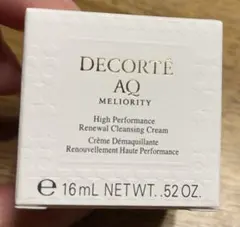 DECORTÉ
AQ
MELIORITY
High Performance
Renewal Cleansing Cream
Crème Démaquillante
Renouvellement Haute Performance
℮ 16 mL NET WT. .52 OZ.